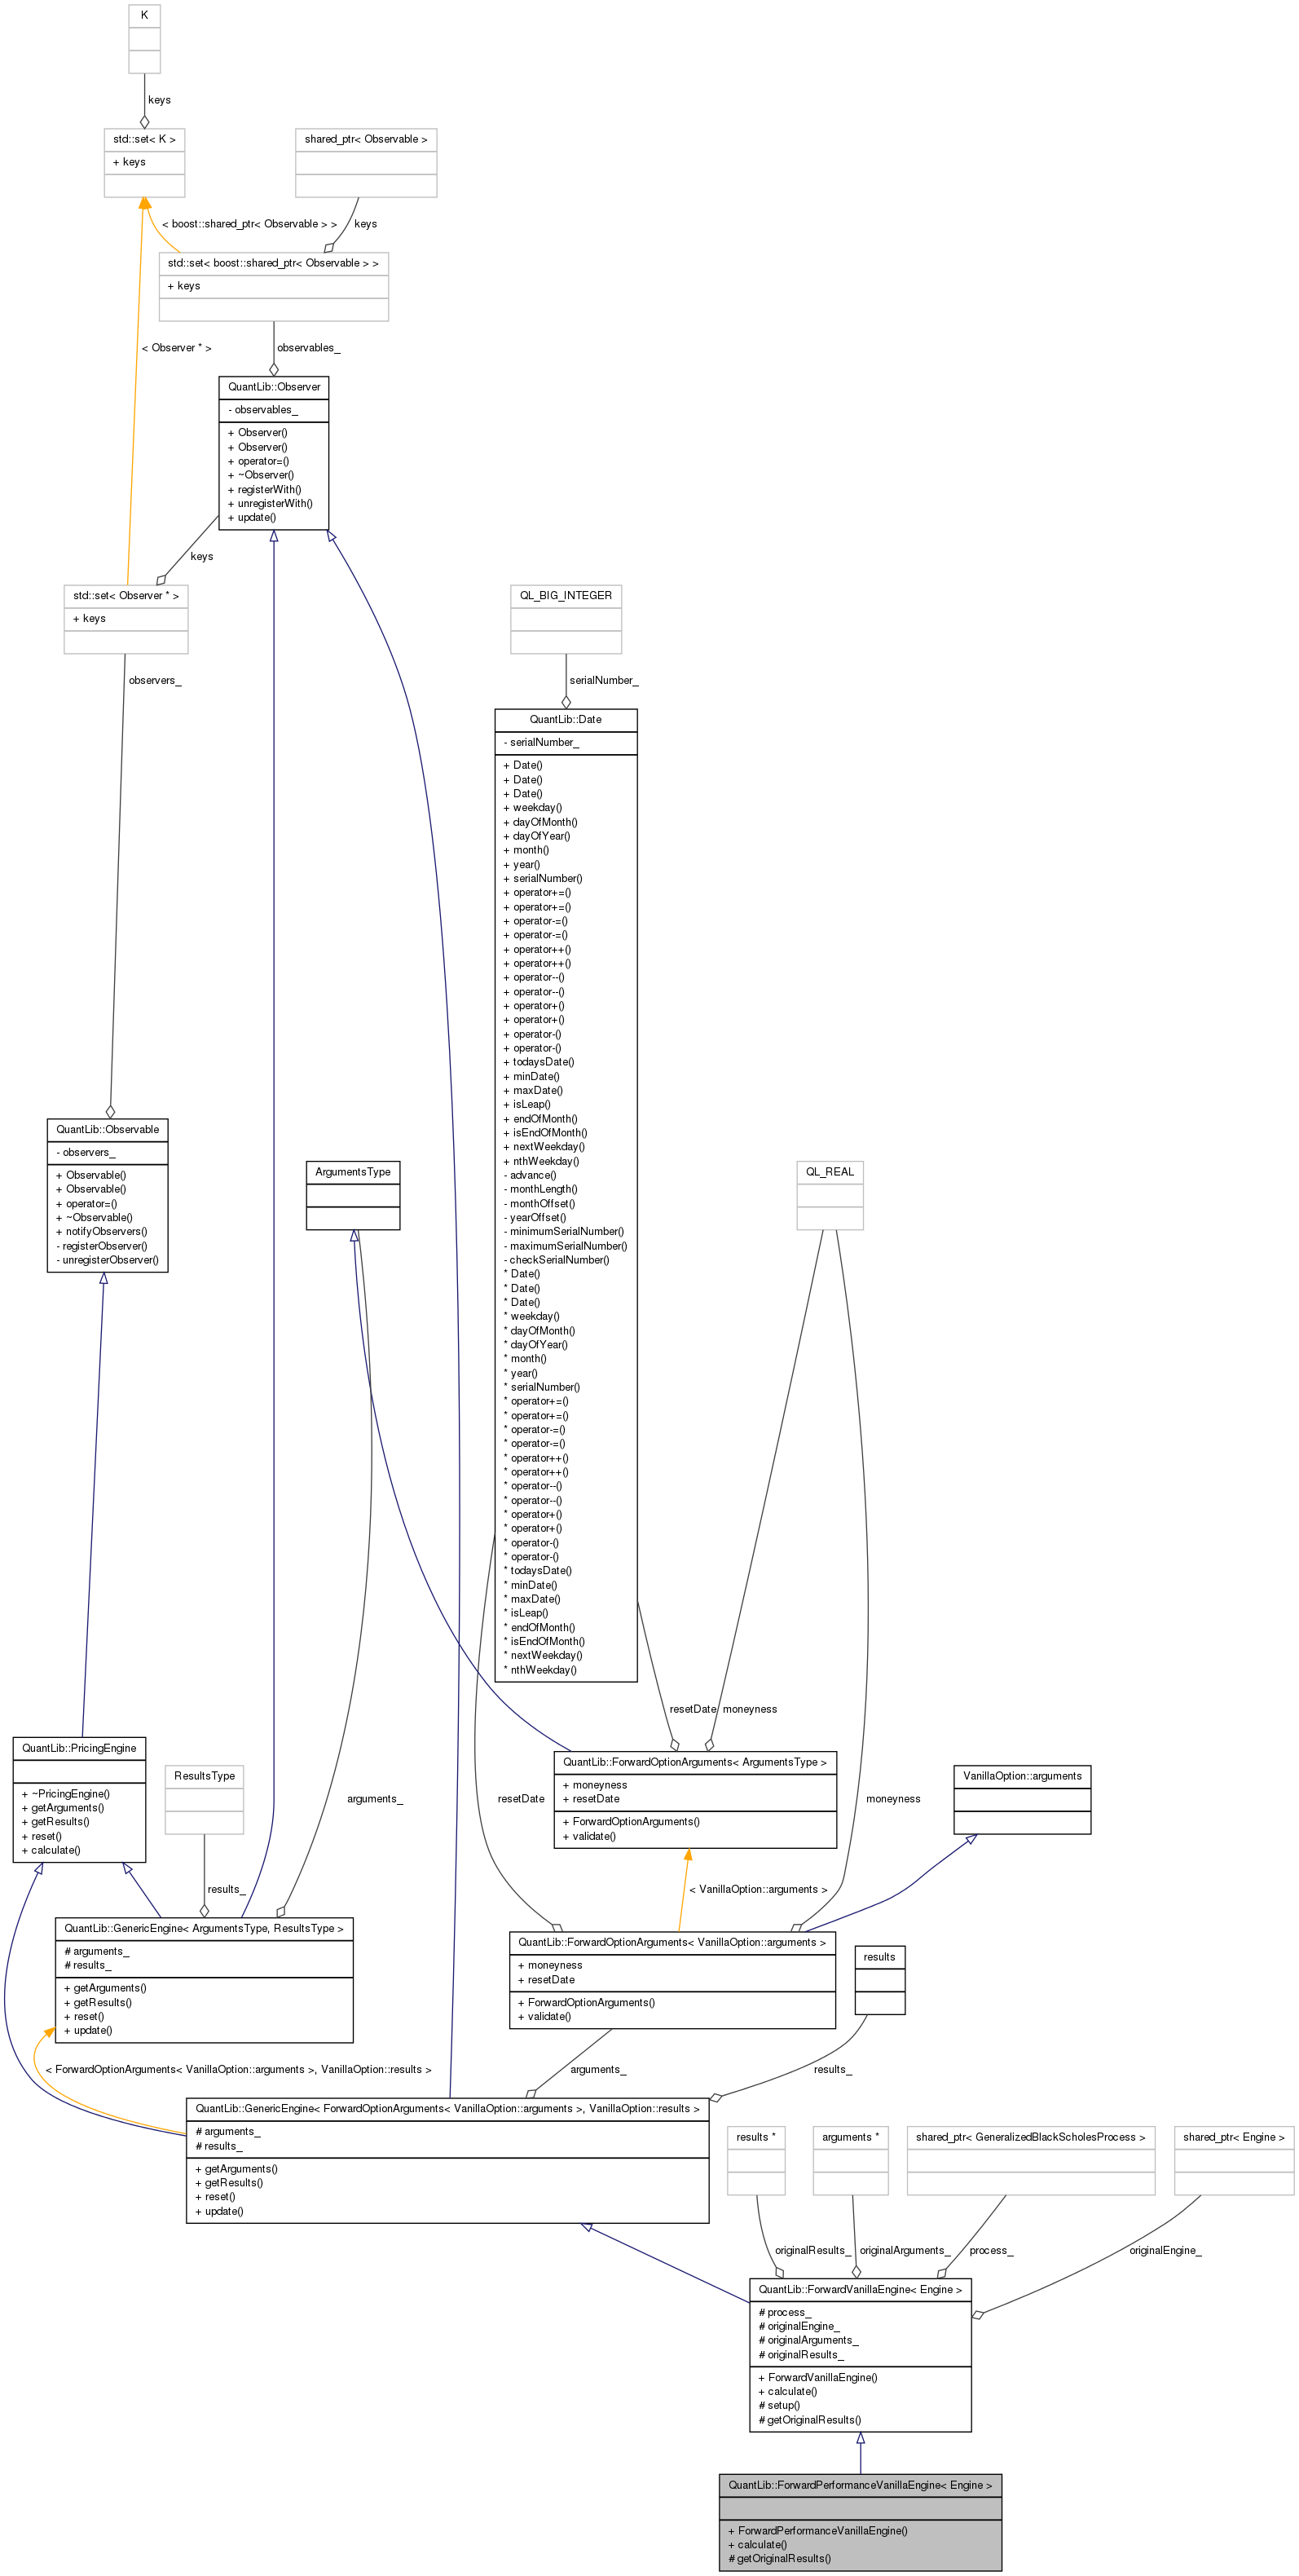 K
keys
std::set< K >
+ keys
shared_ptr< Observable >
< boost::shared_ptr< Observable > >
keys
std::set< boost::shared_ptr< Observable > >
+ keys
< Observer * >
observables_
QuantLib::Observer
- observables_
+ Observer()
+ Observer()
+ operator=()
+ ~Observer()
+ registerWith()
+ unregisterWith()
+ update()
keys
std::set< Observer * >
+ keys
QL_BIG_INTEGER
observers_
serialNumber_
QuantLib::Date
- serialNumber_
+ Date()
+ Date()
+ Date()
+ weekday()
+ dayOfMonth()
+ dayOfYear()
+ month()
+ year()
+ serialNumber()
+ operator+=()
+ operator+=()
+ operator-=()
+ operator-=()
+ operator++()
+ operator++()
+ operator--()
+ operator--()
+ operator+()
+ operator+()
+ operator-()
+ operator-()
+ todaysDate()
+ minDate()
+ maxDate()
+ isLeap()
+ endOfMonth()
+ isEndOfMonth()
+ nextWeekday()
+ nthWeekday()
- advance()
- monthLength()
- monthOffset()
- yearOffset()
- minimumSerialNumber()
- maximumSerialNumber()
- checkSerialNumber()
* Date()
* Date()
* Date()
* weekday()
* dayOfMonth()
* dayOfYear()
* month()
* year()
* serialNumber()
* operator+=()
* operator+=()
* operator-=()
* operator-=()
* operator++()
* operator++()
* operator--()
* operator--()
* operator+()
* operator+()
* operator-()
* operator-()
* todaysDate()
* minDate()
* maxDate()
* isLeap()
* endOfMonth()
* isEndOfMonth()
* nextWeekday()
* nthWeekday()
QuantLib::Observable
- observers_
+ Observable()
+ Observable()
+ operator=()
+ ~Observable()
+ notifyObservers()
- registerObserver()
- unregisterObserver()
ArgumentsType
QL_REAL
resetDate
moneyness
QuantLib::PricingEngine
+ ~PricingEngine()
+ getArguments()
+ getResults()
+ reset()
+ calculate()
ResultsType
arguments_
resetDate
QuantLib::ForwardOptionArguments< ArgumentsType >
+ moneyness
+ resetDate
+ ForwardOptionArguments()
+ validate()
moneyness
VanillaOption::arguments
results_
< VanillaOption::arguments >
QuantLib::GenericEngine< ArgumentsType, ResultsType >
# arguments_
# results_
+ getArguments()
+ getResults()
+ reset()
+ update()
QuantLib::ForwardOptionArguments< VanillaOption::arguments >
+ moneyness
+ resetDate
+ ForwardOptionArguments()
+ validate()
results
< ForwardOptionArguments< VanillaOption::arguments >, VanillaOption::results >
arguments_
results_
QuantLib::GenericEngine< ForwardOptionArguments< VanillaOption::arguments >, VanillaOption::results >
# arguments_
# results_
+ getArguments()
+ getResults()
+ reset()
+ update()
results *
arguments *
shared_ptr< GeneralizedBlackScholesProcess >
shared_ptr< Engine >
originalResults_
originalArguments_
process_
originalEngine_
QuantLib::ForwardVanillaEngine< Engine >
# process_
# originalEngine_
# originalArguments_
# originalResults_
+ ForwardVanillaEngine()
+ calculate()
# setup()
# getOriginalResults()
QuantLib::ForwardPerformanceVanillaEngine< Engine >
+ ForwardPerformanceVanillaEngine()
+ calculate()
# getOriginalResults()